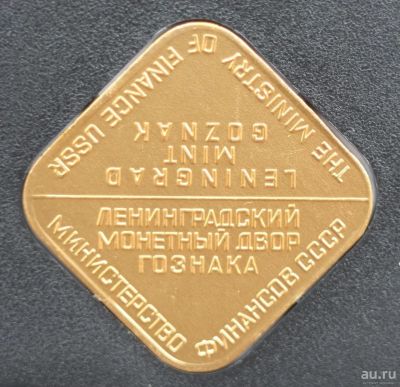 THE MINISTRY OF FINANCE USSR
LENINGRAD
MINT
GOZNAK
ЛЕНИНГРАДСКИЙ
МОНЕТНЫЙ ДВОР
ГОЗНАКА
МИНИСТЕРСТВО ФИНАНСОВ СССР
au.ru